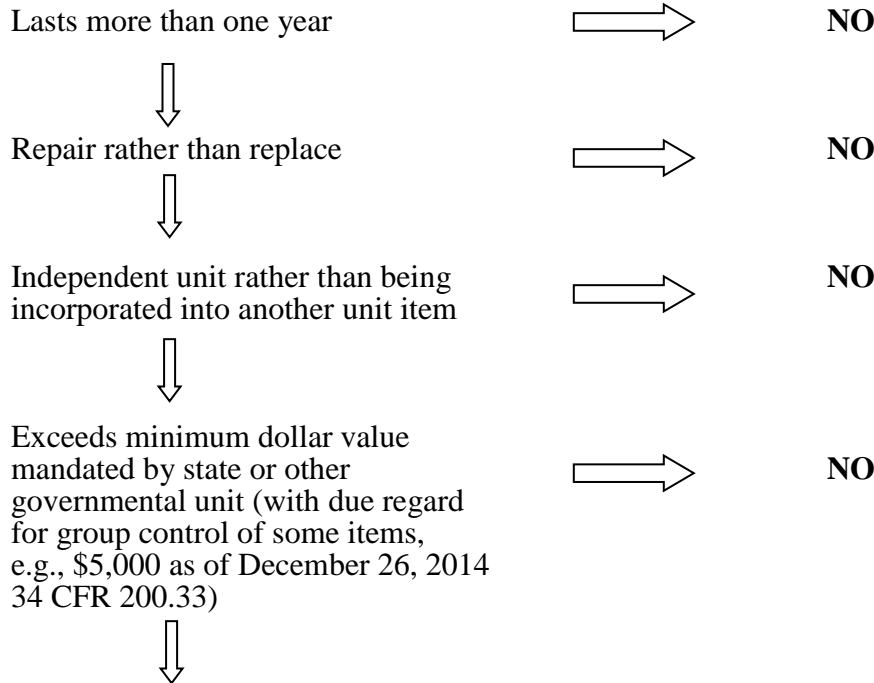 Lasts more than one year NO
Repair rather than replace NO
Independent unit rather than being NO
incorporated into another unit item
Exceeds minimum dollar value
mandated by state or other NO
governmental unit (with due regard
for group control of some items,
e.g., $5,000 as of December 26, 2014
34 CFR 200.33)